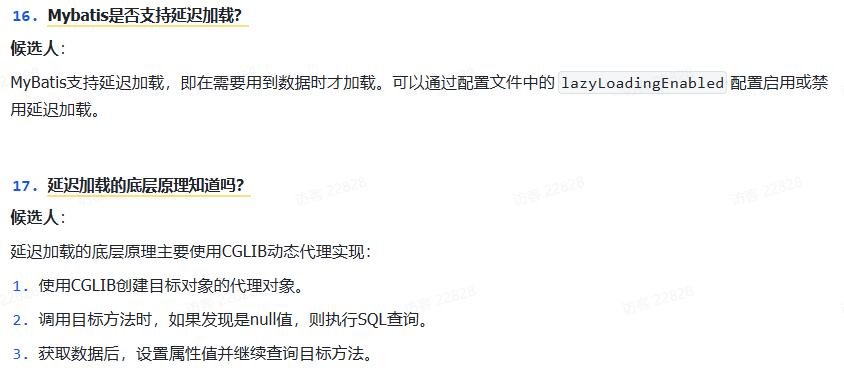 16. Mybatis是否支持延迟加载?
候选人：
MyBatis支持延迟加载，即在需要用到数据时才加载。可以通过配置文件中的 lazyLoadingEnabled 配置启用或禁
用延迟加载。
17. 延迟加载的底层原理知道吗?
访客 22828
访客 22828
访客 22828
候选人：
延迟加载的底层原理主要使用CGLIB动态代理实现：
1. 使用CGLIB创建目标对象的代理对象。
访客 22828
访客 22828
2. 调用目标方法时，如果发现是null值，则执行SQL查询。
3. 获取数据后，设置属性值并继续查询目标方法。